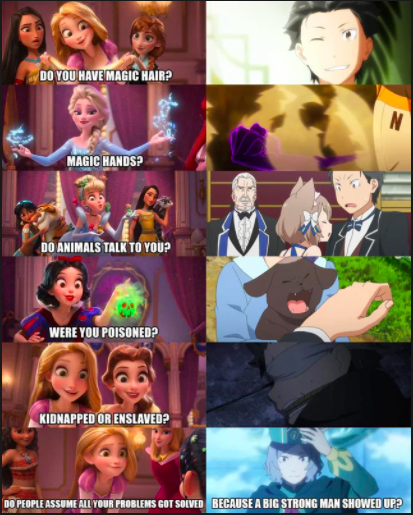 DO YOU HAVE MAGIC HAIR?
N
MAGIC HANDS?
DO ANIMALS TALK TO YOU?
WERE YOU POISONED?
KIDNAPPED OR ENSLAVED?
DO PEOPLE ASSUME ALL YOUR PROBLEMS GOT SOLVED
BECAUSE A BIG STRONG MAN SHOWED UP?